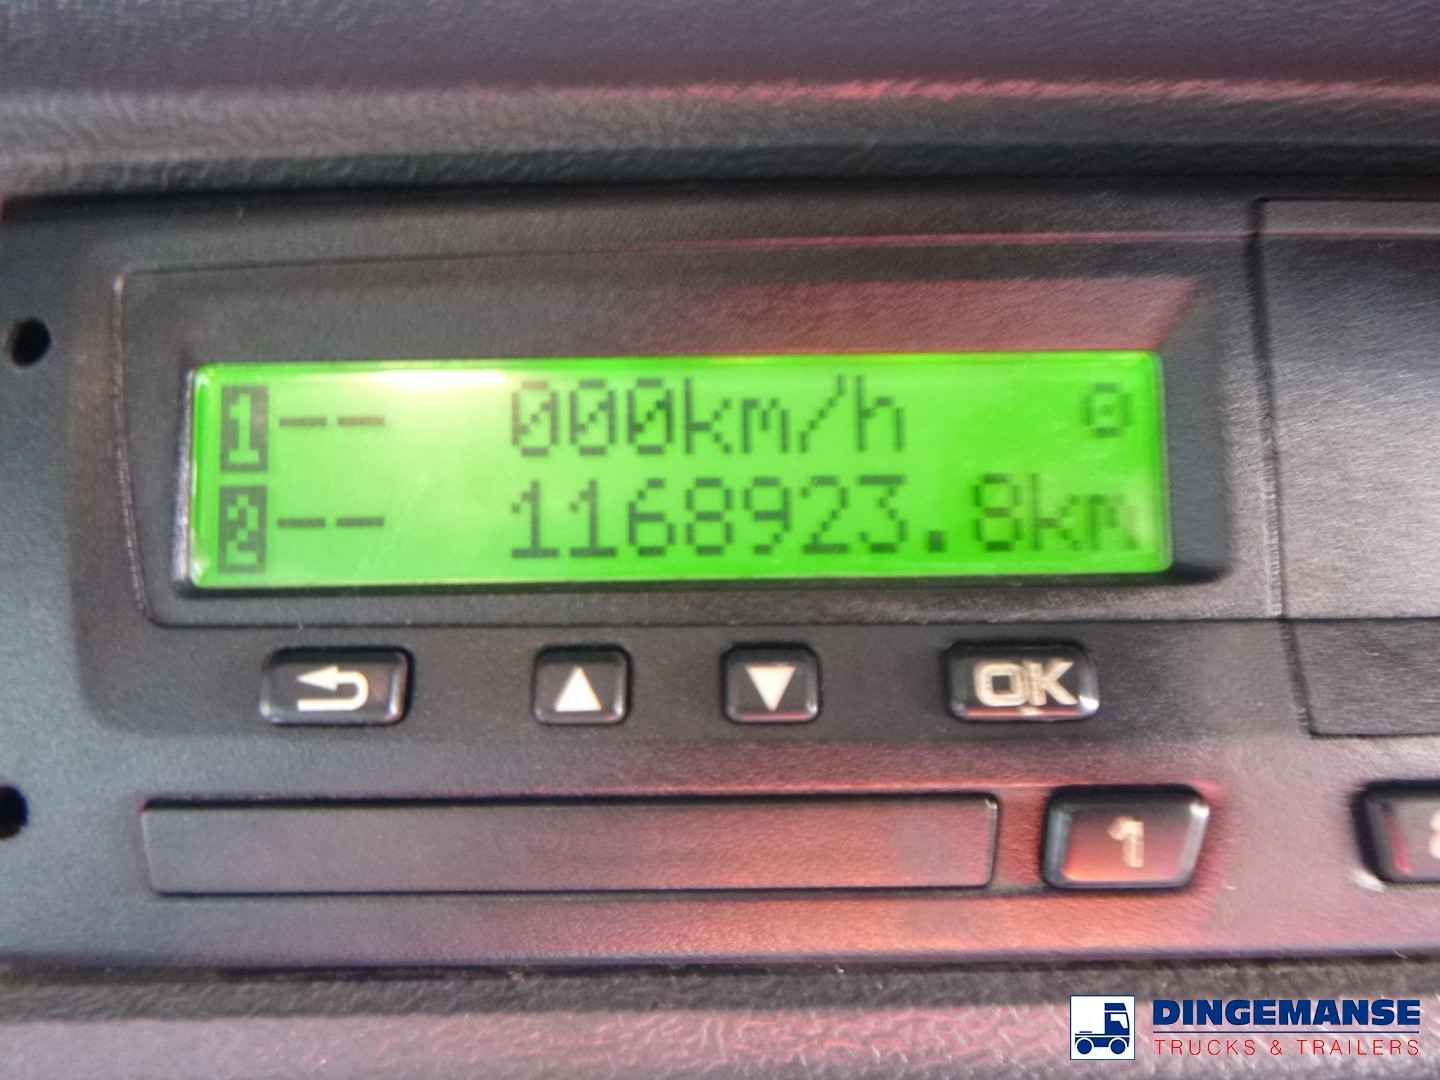 1 -- 000km/h 0
2 -- 1168923.8km
OK
1
DINGEMANSE
TRUCKS & TRAILERS